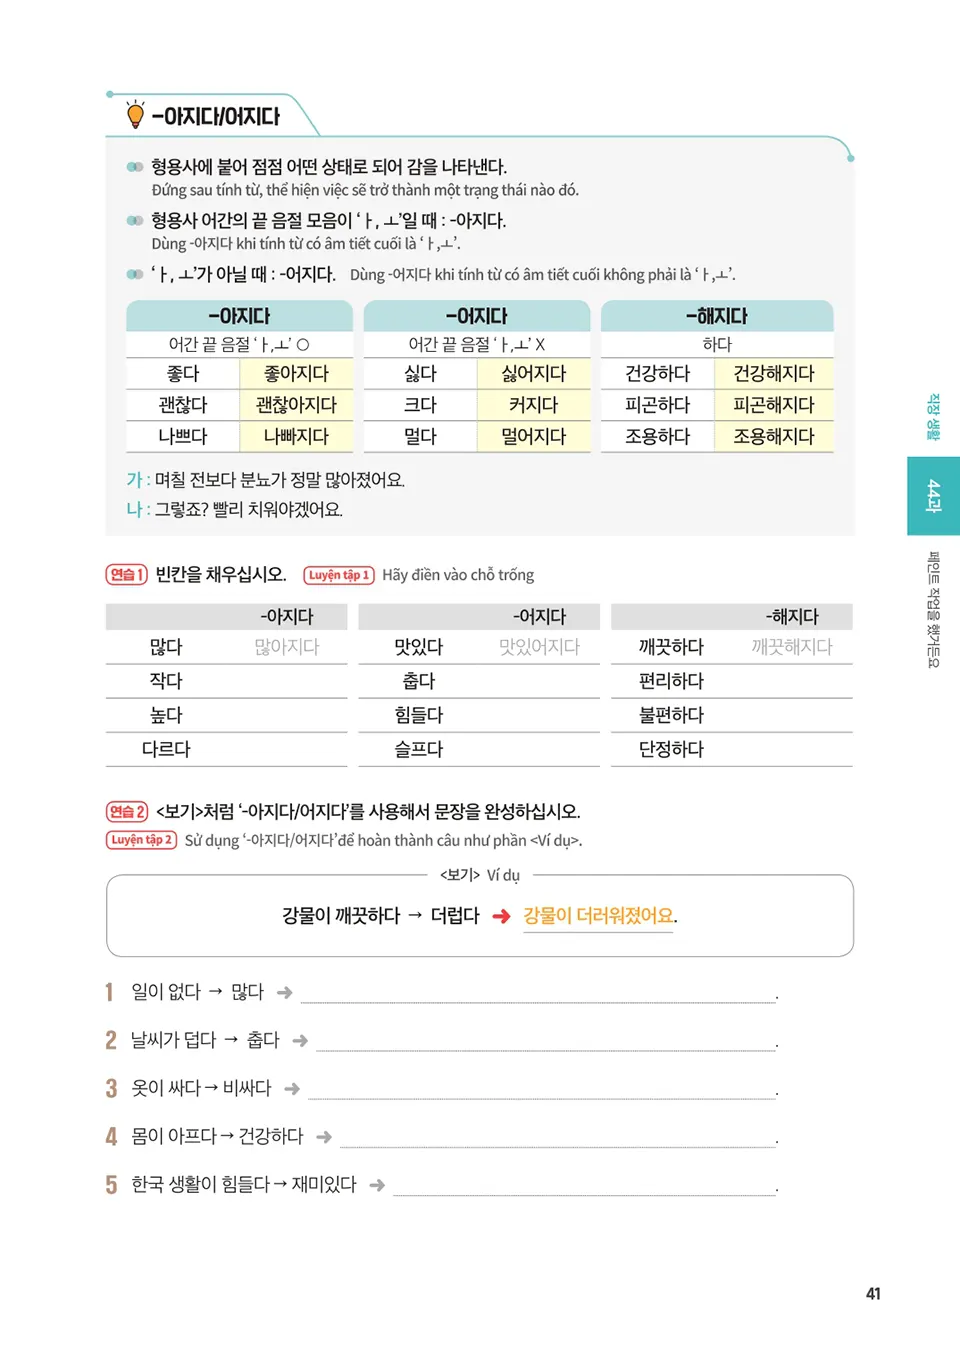 -아지다/어지다
형용사에 붙어 점점 어떤 상태로 되어 감을 나타낸다.
Đứng sau tính từ, thể hiện việc sẽ trở thành một trạng thái nào đó.
형용사 어간의 끝 음절 모음이 ‘ㅏ, ㅗ’일 때 : -아지다.
Dùng -아지다 khi tính từ có âm tiết cuối là ‘ㅏ,ㅗ’.
‘ㅏ, ㅗ’가 아닐 때 : -어지다. Dùng -어지다 khi tính từ có âm tiết cuối không phải là ‘ㅏ,ㅗ’.
-아지다 -어지다 -해지다
어간 끝 음절 ‘ㅏ,ㅗ’ ○ 어간 끝 음절 ‘ㅏ,ㅗ’ X 하다
좋다 좋아지다 싫다 싫어지다 건강하다 건강해지다
괜찮다 괜찮아지다 크다 커지다 피곤하다 피곤해지다
나쁘다 나빠지다 멀다 멀어지다 조용하다 조용해지다
가 : 며칠 전보다 분뇨가 정말 많아졌어요.
나 : 그렇죠? 빨리 치워야겠어요.
연습 1 빈칸을 채우십시오. Luyện tập 1 Hãy điền vào chỗ trống
-아지다 -어지다 -해지다
많다 많아지다 맛있다 맛있어지다 깨끗하다 깨끗해지다
작다 춥다 편리하다
높다 힘들다 불편하다
다르다 슬프다 단정하다
연습 2 <보기>처럼 ‘-아지다/어지다’를 사용해서 문장을 완성하십시오.
Luyện tập 2 Sử dụng ‘-아지다/어지다’để hoàn thành câu như phần <Ví dụ>.
<보기> Ví dụ
강물이 깨끗하다 → 더럽다 ➜ 강물이 더러워졌어요.
1 일이 없다 → 많다 ➜ .
2 날씨가 덥다 → 춥다 ➜ .
3 옷이 싸다 → 비싸다 ➜ .
4 몸이 아프다 → 건강하다 ➜ .
5 한국 생활이 힘들다 → 재미있다 ➜ .
직장 생활
44과
페인트 작업을 했거든요
41